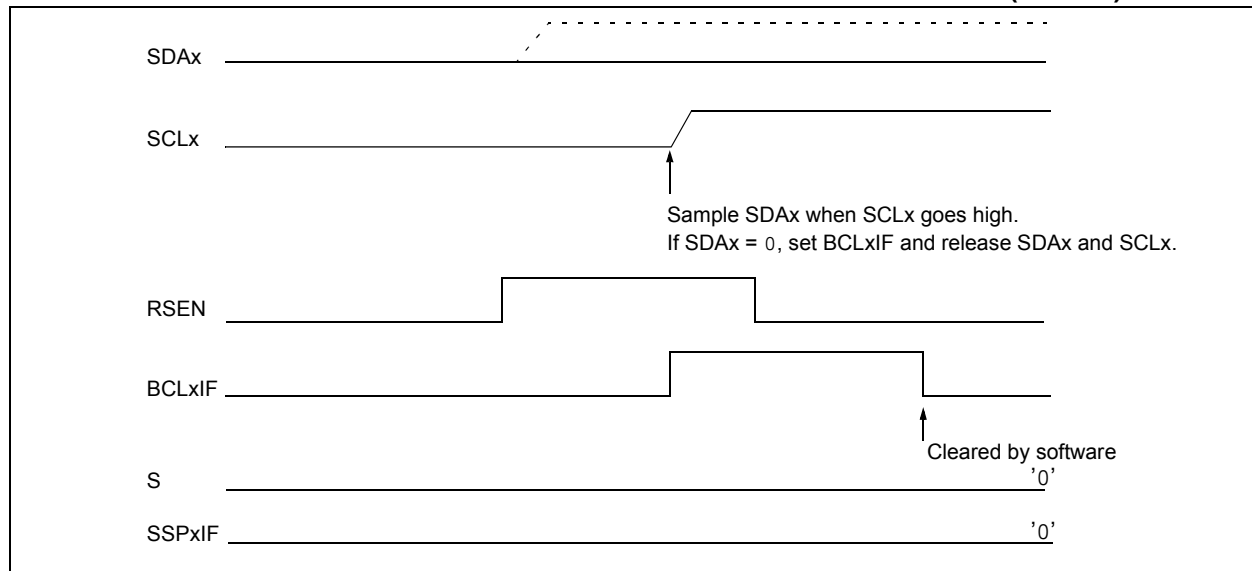 SDAx
SCLx
Sample SDAx when SCLx goes high.
If SDAx = 0, set BCLxIF and release SDAx and SCLx.
RSEN
BCLxIF
Cleared by software
S
'0'
SSPxIF
'0'